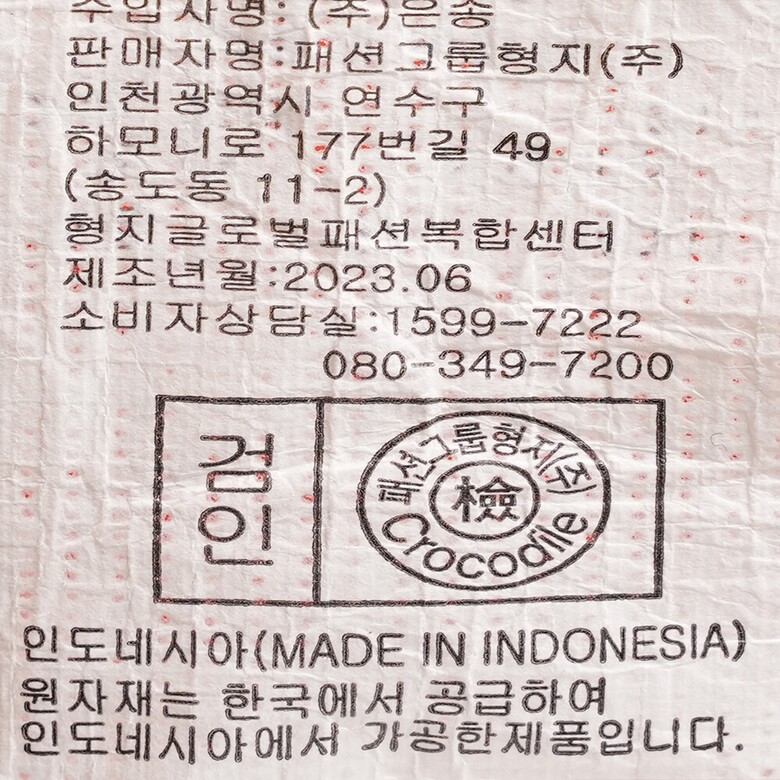 수입자명:(주)은송
판매자명:패션그룹형지(주)
인천광역시 연수구
하모니로 177번길 49
(송도동 11-2)
형지글로벌패션복합센터
제조년월:2023.06
소비자상담실:1599-7222
080-349-7200
검인
패션그룹형지(주)
檢
Crocodile
인도네시아(MADE IN INDONESIA)
원자재는 한국에서 공급하여
인도네시아에서 가공한제품입니다.